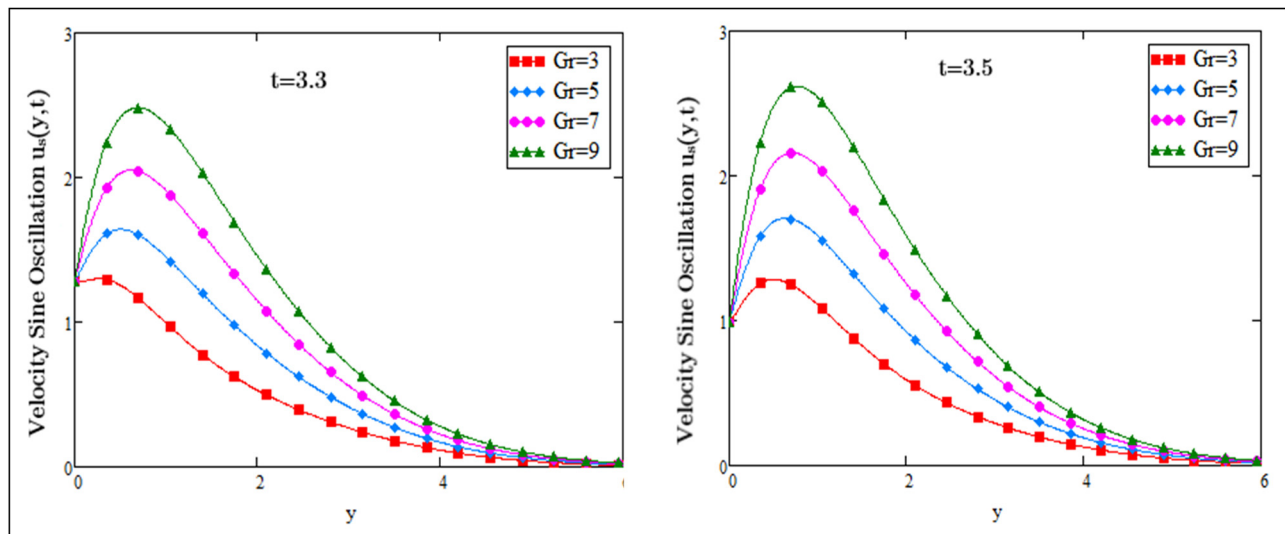 3
2
1
0
0
2
4
6
Velocity Sine Oscillation uₛ(y,t)
y
t=3.3
Gr=3
Gr=5
Gr=7
Gr=9
3
2
1
0
0
2
4
6
Velocity Sine Oscillation uₛ(y,t)
y
t=3.5
Gr=3
Gr=5
Gr=7
Gr=9